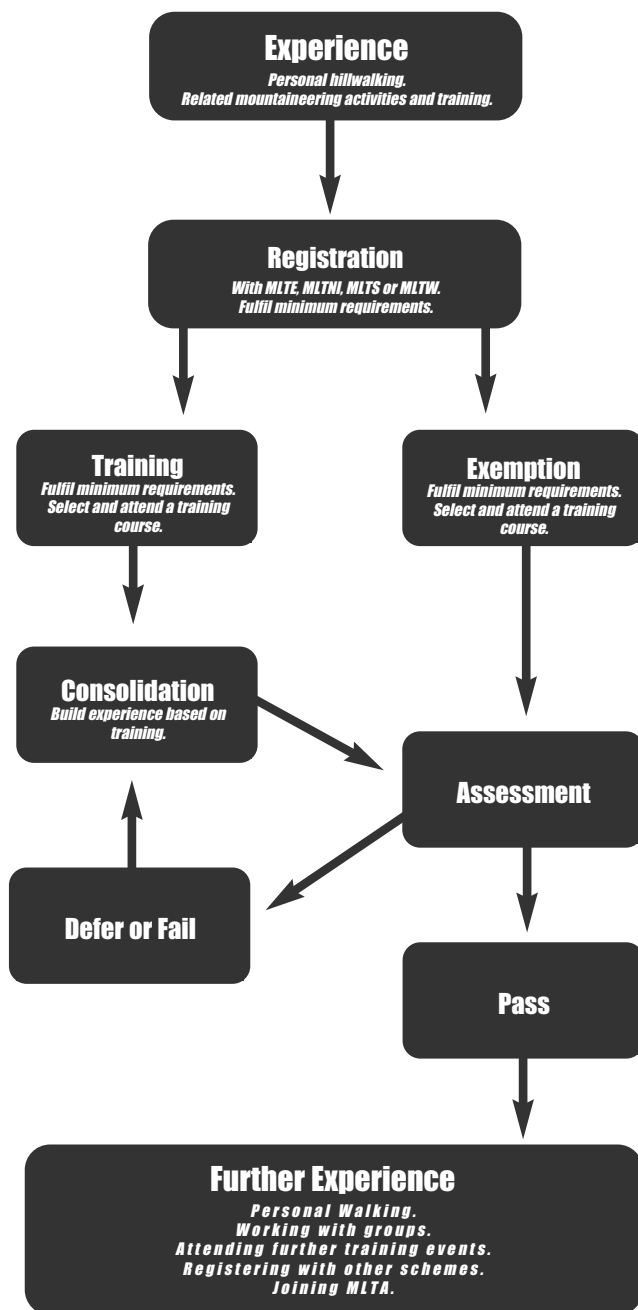 Experience
Personal hillwalking.
Related mountaineering activities and training.
Registration
With MLTE, MLTNI, MLTS or MLTW.
Fulfil minimum requirements.
Training
Fulfil minimum requirements.
Select and attend a training
course.
Exemption
Fulfil minimum requirements.
Select and attend a training
course.
Consolidation
Build experience based on
training.
Assessment
Defer or Fail
Pass
Further Experience
Personal Walking.
Working with groups.
Attending further training events.
Registering with other schemes.
Joining MLTA.